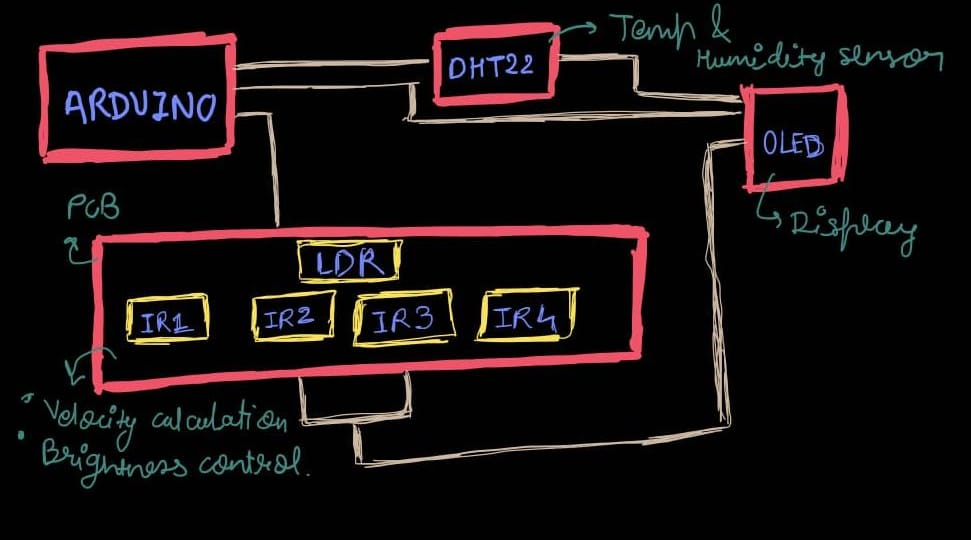 Temp &
Humidity sensor
DHT22
ARDUINO
OLED
Display
PCB
LDR
IR1
IR2
IR3
IR4
• Velocity calculation
• Brightness control.